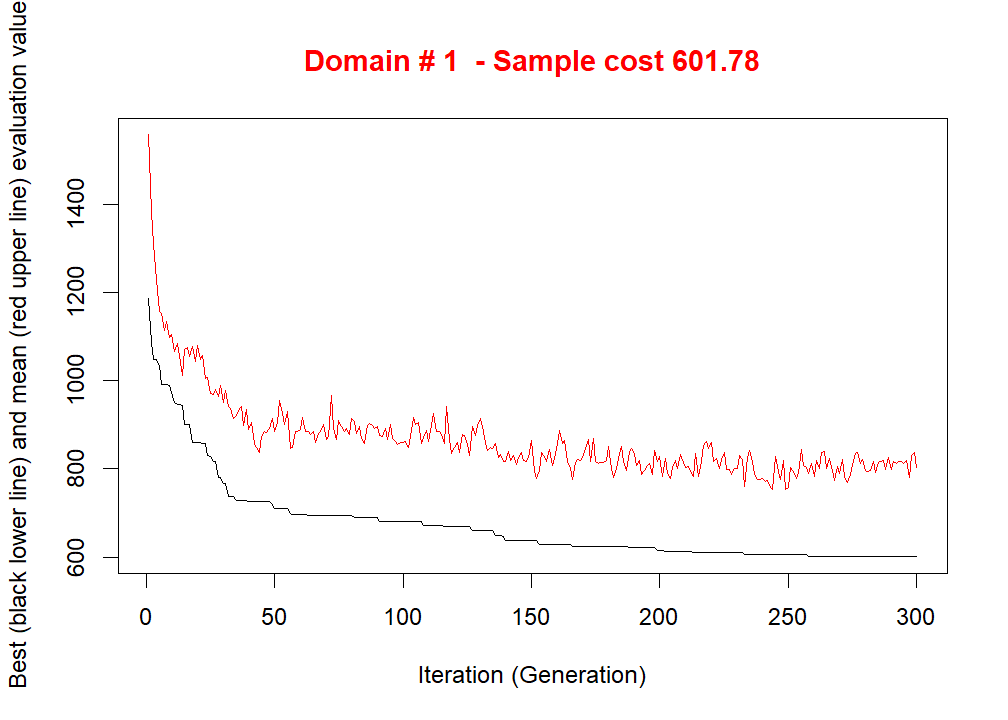 Domain # 1  - Sample cost 601.78
Best (black lower line) and mean (red upper line) evaluation value
1400
1200
1000
800
600
0 50 100 150 200 250 300
Iteration (Generation)